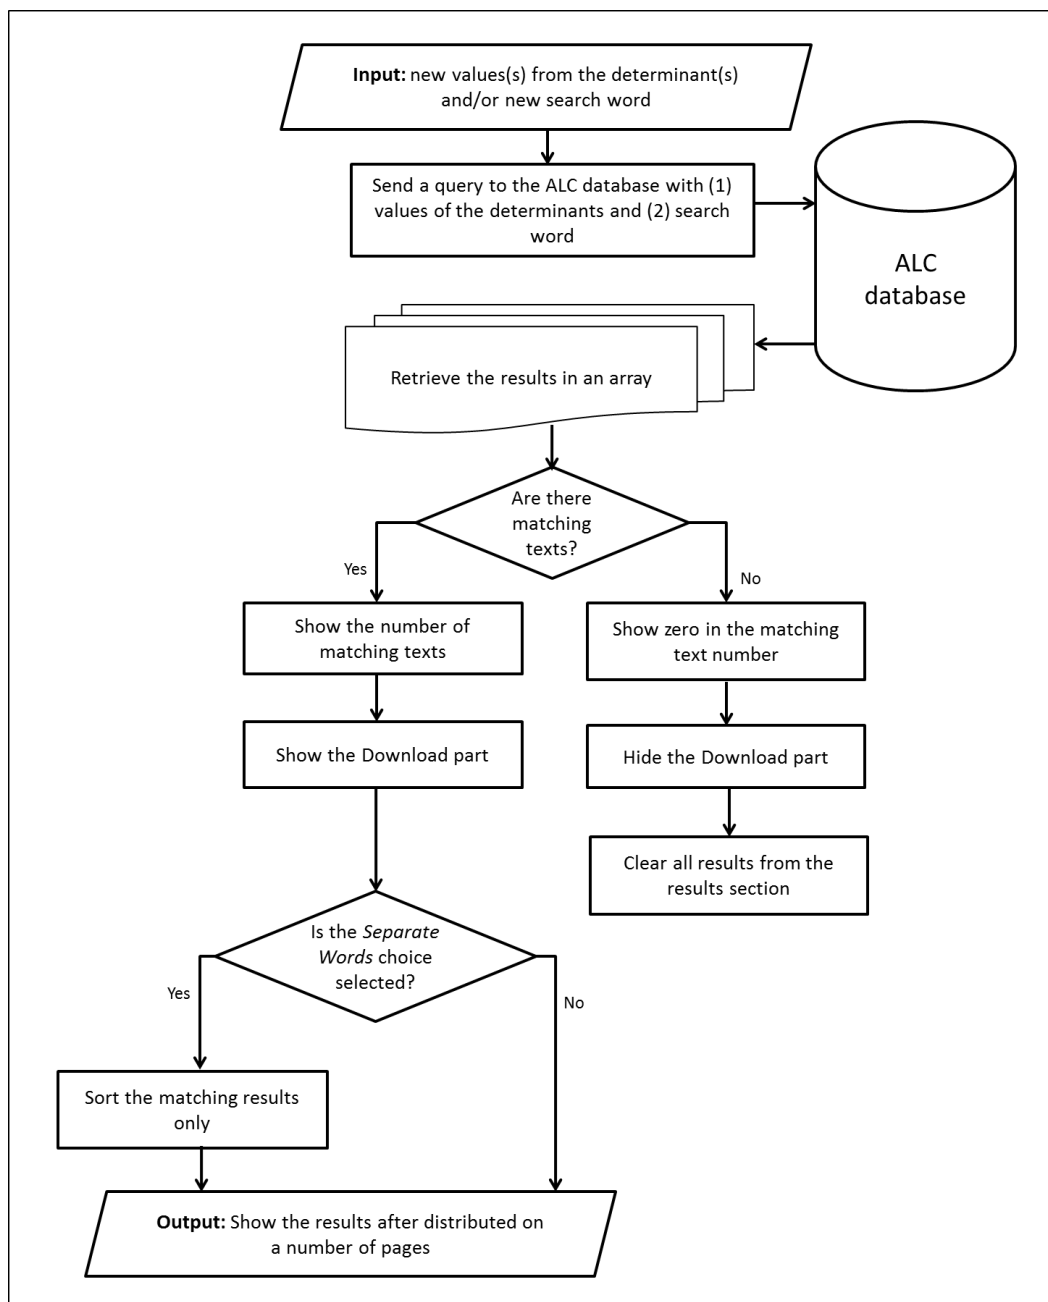 Input: new values(s) from the determinant(s)
and/or new search word
Send a query to the ALC database with (1)
values of the determinants and (2) search
word
ALC
database
Retrieve the results in an array
Are there
matching
texts?
Yes
No
Show the number of
matching texts
Show zero in the matching
text number
Show the Download part
Hide the Download part
Clear all results from the
results section
Is the Separate
Words choice
selected?
Yes
No
Sort the matching results
only
Output: Show the results after distributed on
a number of pages